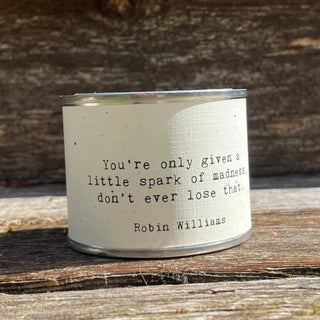 You're only given a
little spark of madness,
don't ever lose that.
Robin Williams